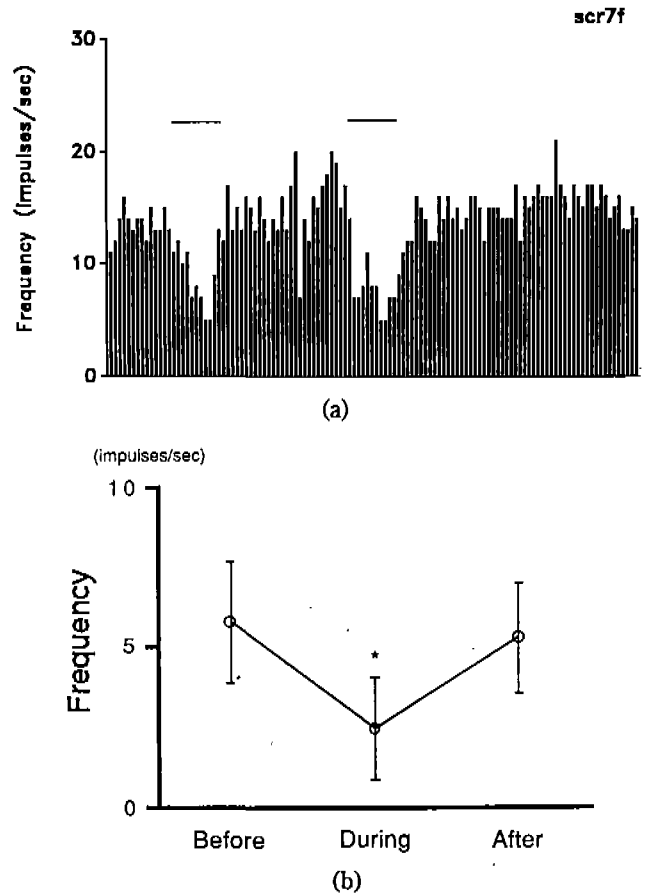 scr7f
Frequency (impulses/sec)
30
20
10
0
(a)
(impulses/sec)
Frequency
10
5
0
*
Before During After
(b)